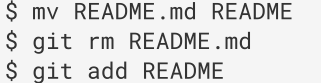 $ mv README.md README
$ git rm README.md
$ git add README